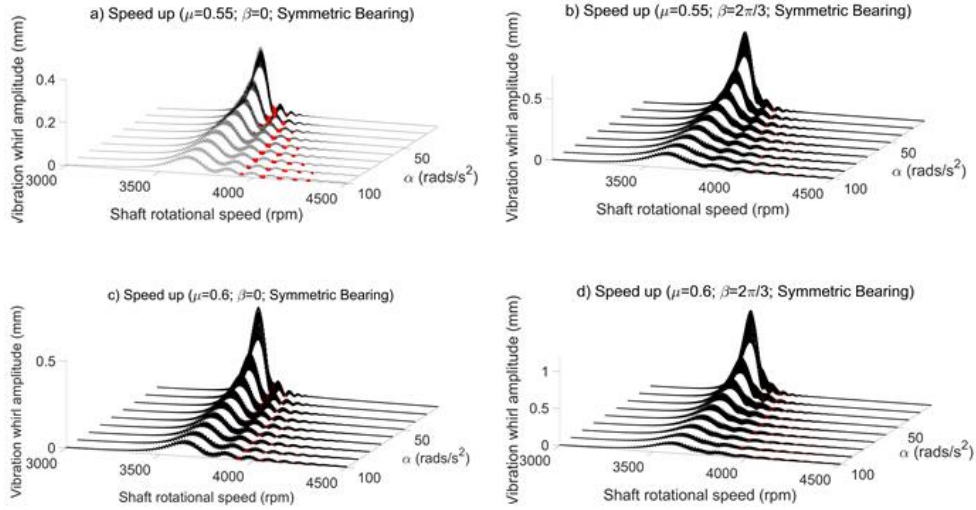 a) Speed up (μ=0.55; β=0; Symmetric Bearing)
Vibration whirl amplitude (mm)
0.4
0.2
0
3000
3500
4000
4500
Shaft rotational speed (rpm)
50
100
α (rads/s²)
b) Speed up (μ=0.55; β=2π/3; Symmetric Bearing)
Vibration whirl amplitude (mm)
0.5
0
3000
3500
4000
4500
Shaft rotational speed (rpm)
50
100
α (rads/s²)
c) Speed up (μ=0.6; β=0; Symmetric Bearing)
Vibration whirl amplitude (mm)
0.5
0
3000
3500
4000
4500
Shaft rotational speed (rpm)
50
100
α (rads/s²)
d) Speed up (μ=0.6; β=2π/3; Symmetric Bearing)
Vibration whirl amplitude (mm)
1
0.5
0
3000
3500
4000
4500
Shaft rotational speed (rpm)
50
100
α (rads/s²)